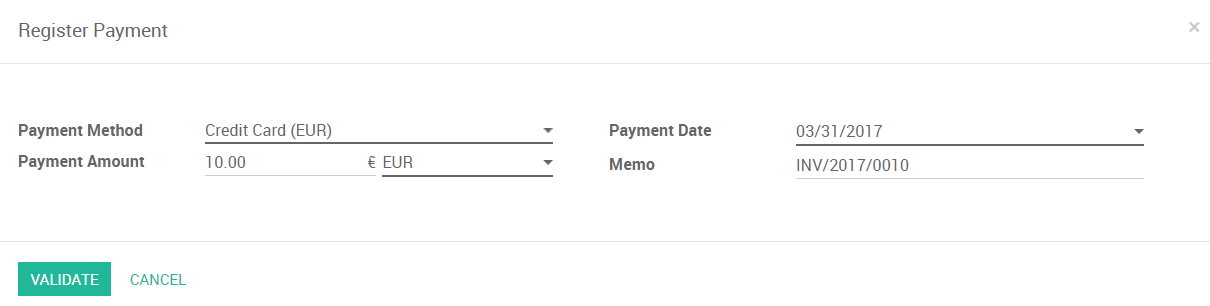 Register Payment ×
Payment Method Credit Card (EUR) Payment Date 03/31/2017
Payment Amount 10.00 € EUR Memo INV/2017/0010
VALIDATE CANCEL